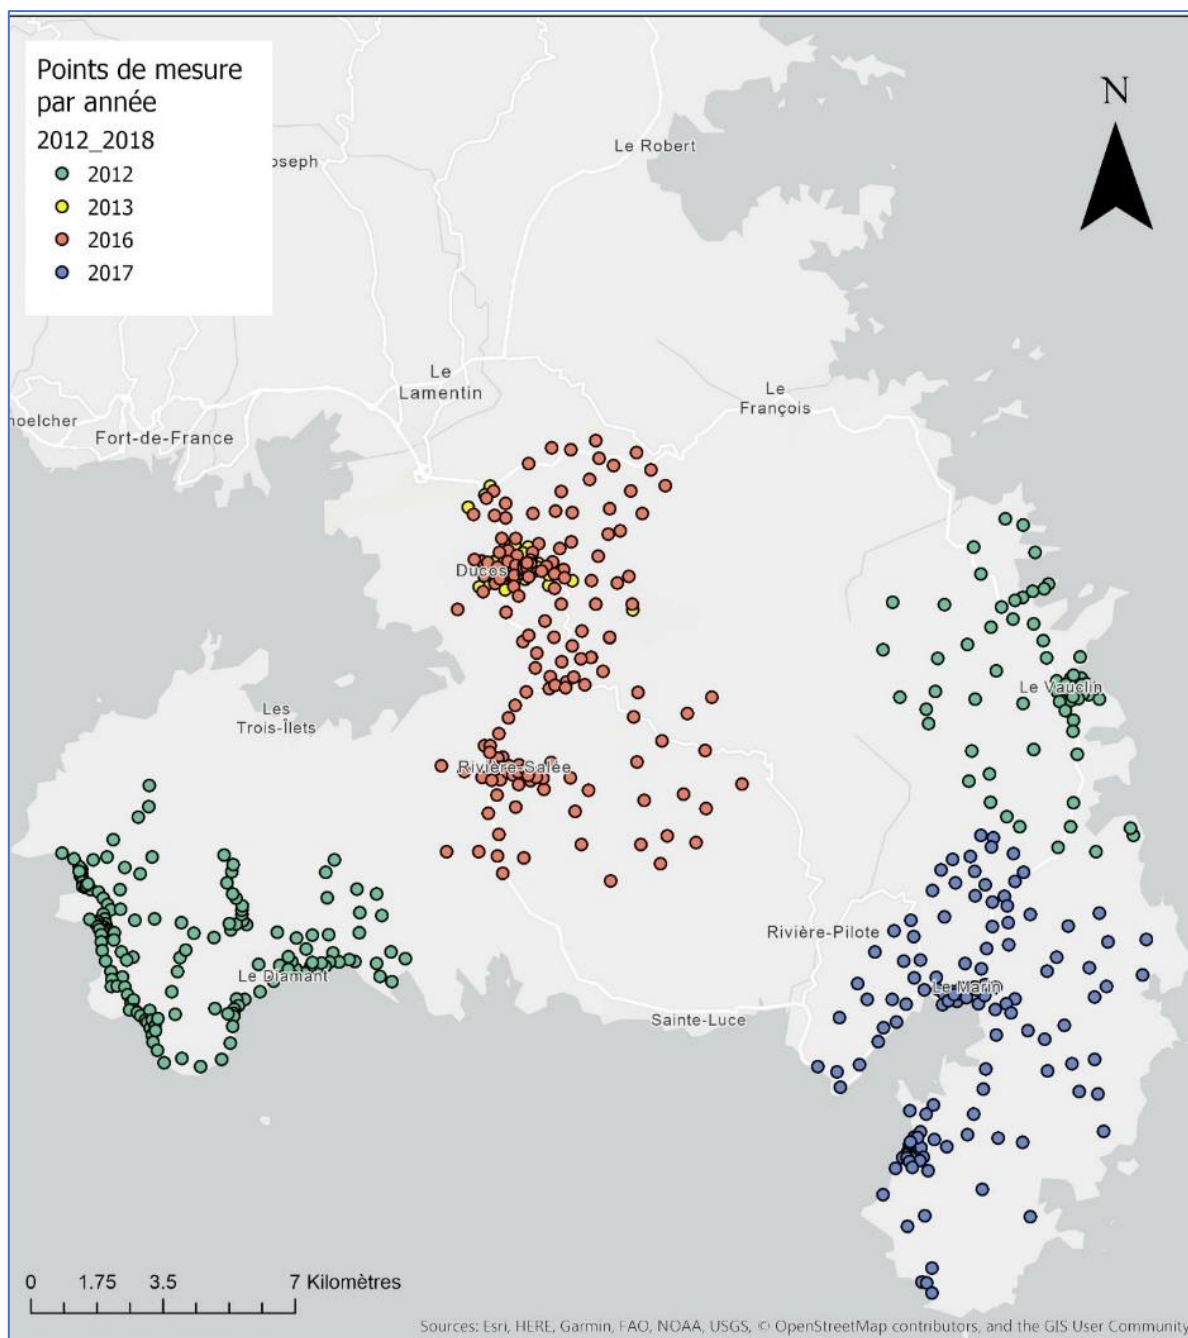 Points de mesure
par année
2012_2018
2012
2013
2016
2017
N
Le Robert
oseph
Le
Lamentin
Le
François
noelcher
Fort-de-France
Ducos
Le Vauclin
Les
Trois-Îlets
Rivière-Salée
Rivière-Pilote
Le Diamant
Le Marin
Sainte-Luce
0 1.75 3.5 7 Kilomètres
Sources: Esri, HERE, Garmin, FAO, NOAA, USGS, © OpenStreetMap contributors, and the GIS User Community